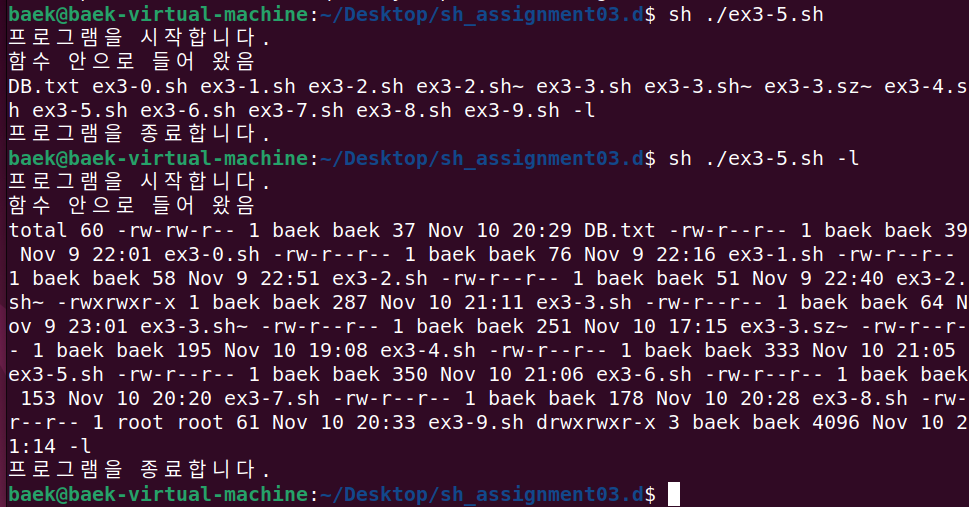 baek@baek-virtual-machine:~/Desktop/sh_assignment03.d$ sh ./ex3-5.sh
프로그램을 시작합니다.
함수 안으로 들어 왔음
DB.txt ex3-0.sh ex3-1.sh ex3-2.sh ex3-2.sh~ ex3-3.sh ex3-3.sh~ ex3-3.sz~ ex3-4.s
h ex3-5.sh ex3-6.sh ex3-7.sh ex3-8.sh ex3-9.sh -l
프로그램을 종료합니다.
baek@baek-virtual-machine:~/Desktop/sh_assignment03.d$ sh ./ex3-5.sh -l
프로그램을 시작합니다.
함수 안으로 들어 왔음
total 60 -rw-rw-r-- 1 baek baek 37 Nov 10 20:29 DB.txt -rw-r--r-- 1 baek baek 39
 Nov 9 22:01 ex3-0.sh -rw-r--r-- 1 baek baek 76 Nov 9 22:16 ex3-1.sh -rw-r--r--
1 baek baek 58 Nov 9 22:51 ex3-2.sh -rw-r--r-- 1 baek baek 51 Nov 9 22:40 ex3-2.
sh~ -rwxrwxr-x 1 baek baek 287 Nov 10 21:11 ex3-3.sh -rw-r--r-- 1 baek baek 64 N
ov 9 23:01 ex3-3.sh~ -rw-r--r-- 1 baek baek 251 Nov 10 17:15 ex3-3.sz~ -rw-r--r-
- 1 baek baek 195 Nov 10 19:08 ex3-4.sh -rw-r--r-- 1 baek baek 333 Nov 10 21:05
ex3-5.sh -rw-r--r-- 1 baek baek 350 Nov 10 21:06 ex3-6.sh -rw-r--r-- 1 baek baek
 153 Nov 10 20:20 ex3-7.sh -rw-r--r-- 1 baek baek 178 Nov 10 20:28 ex3-8.sh -rw-
r--r-- 1 root root 61 Nov 10 20:33 ex3-9.sh drwxrwxr-x 3 baek baek 4096 Nov 10 2
1:14 -l
프로그램을 종료합니다.
baek@baek-virtual-machine:~/Desktop/sh_assignment03.d$